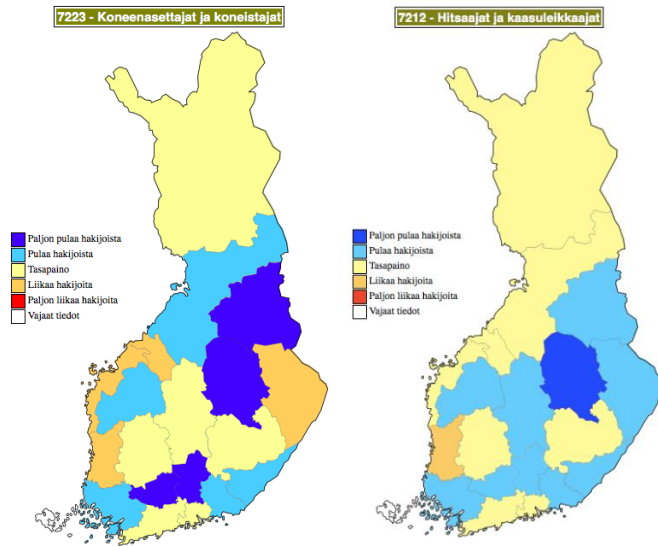 7223 - Koneenasettajat ja koneistajat
Paljon pulaa hakijoista
Pulaa hakijoista
Tasapaino
Liikaa hakijoita
Paljon liikaa hakijoita
Vajaat tiedot
7212 - Hitsaajat ja kaasuleikkaajat
Paljon pulaa hakijoista
Pulaa hakijoista
Tasapaino
Liikaa hakijoita
Paljon liikaa hakijoita
Vajaat tiedot